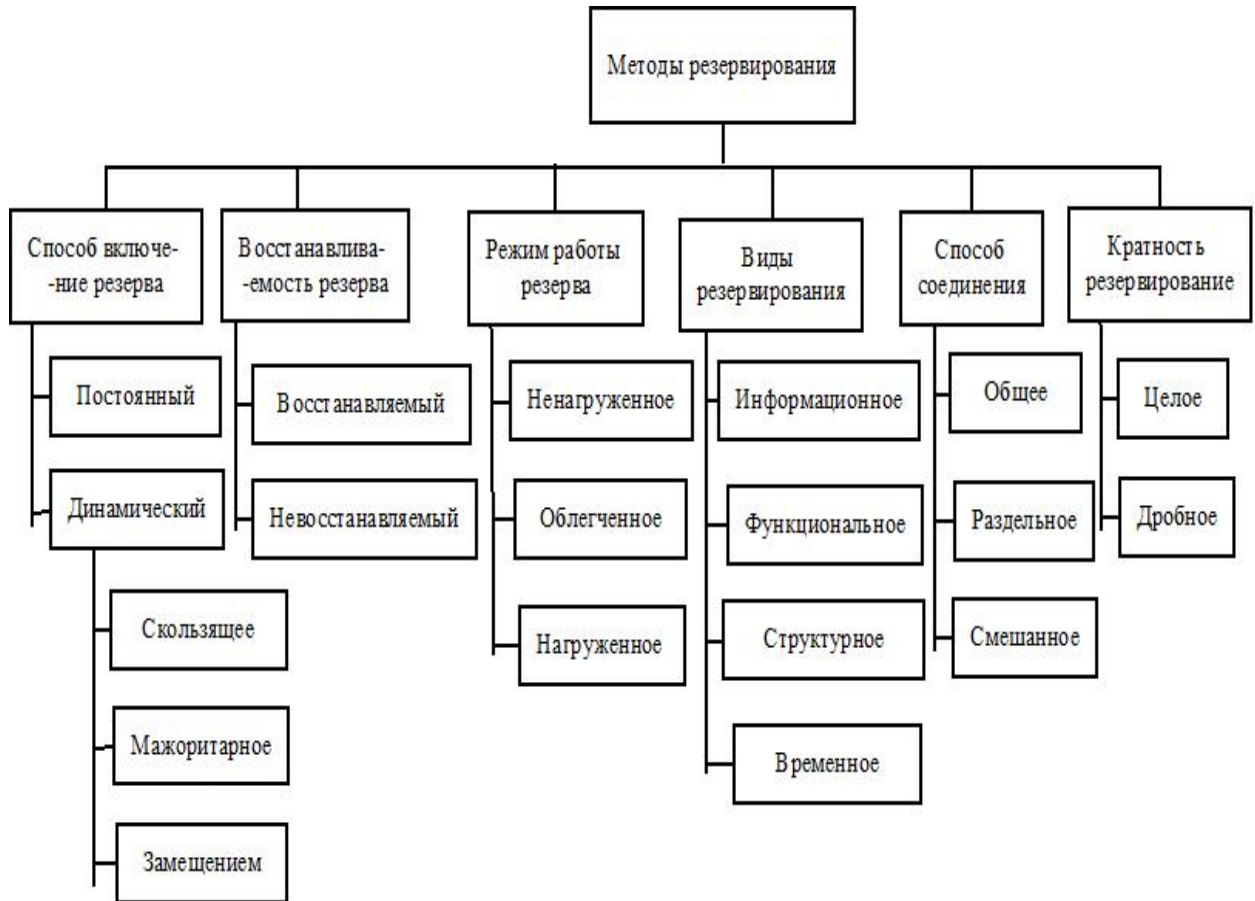 Методы резервирования
Способ включе-
-ние резерва
Восстанавлива-
-емость резерва
Режим работы
резерва
Виды
резервирования
Способ
соединения
Кратность
резервирование
Постоянный
Динамический
Скользящее
Мажоритарное
Замещением
Восстанавляемый
Невосстанавляемый
Ненагруженное
Облегченное
Нагруженное
Информационное
Функциональное
Структурное
Временное
Общее
Раздельное
Смешанное
Целое
Дробное